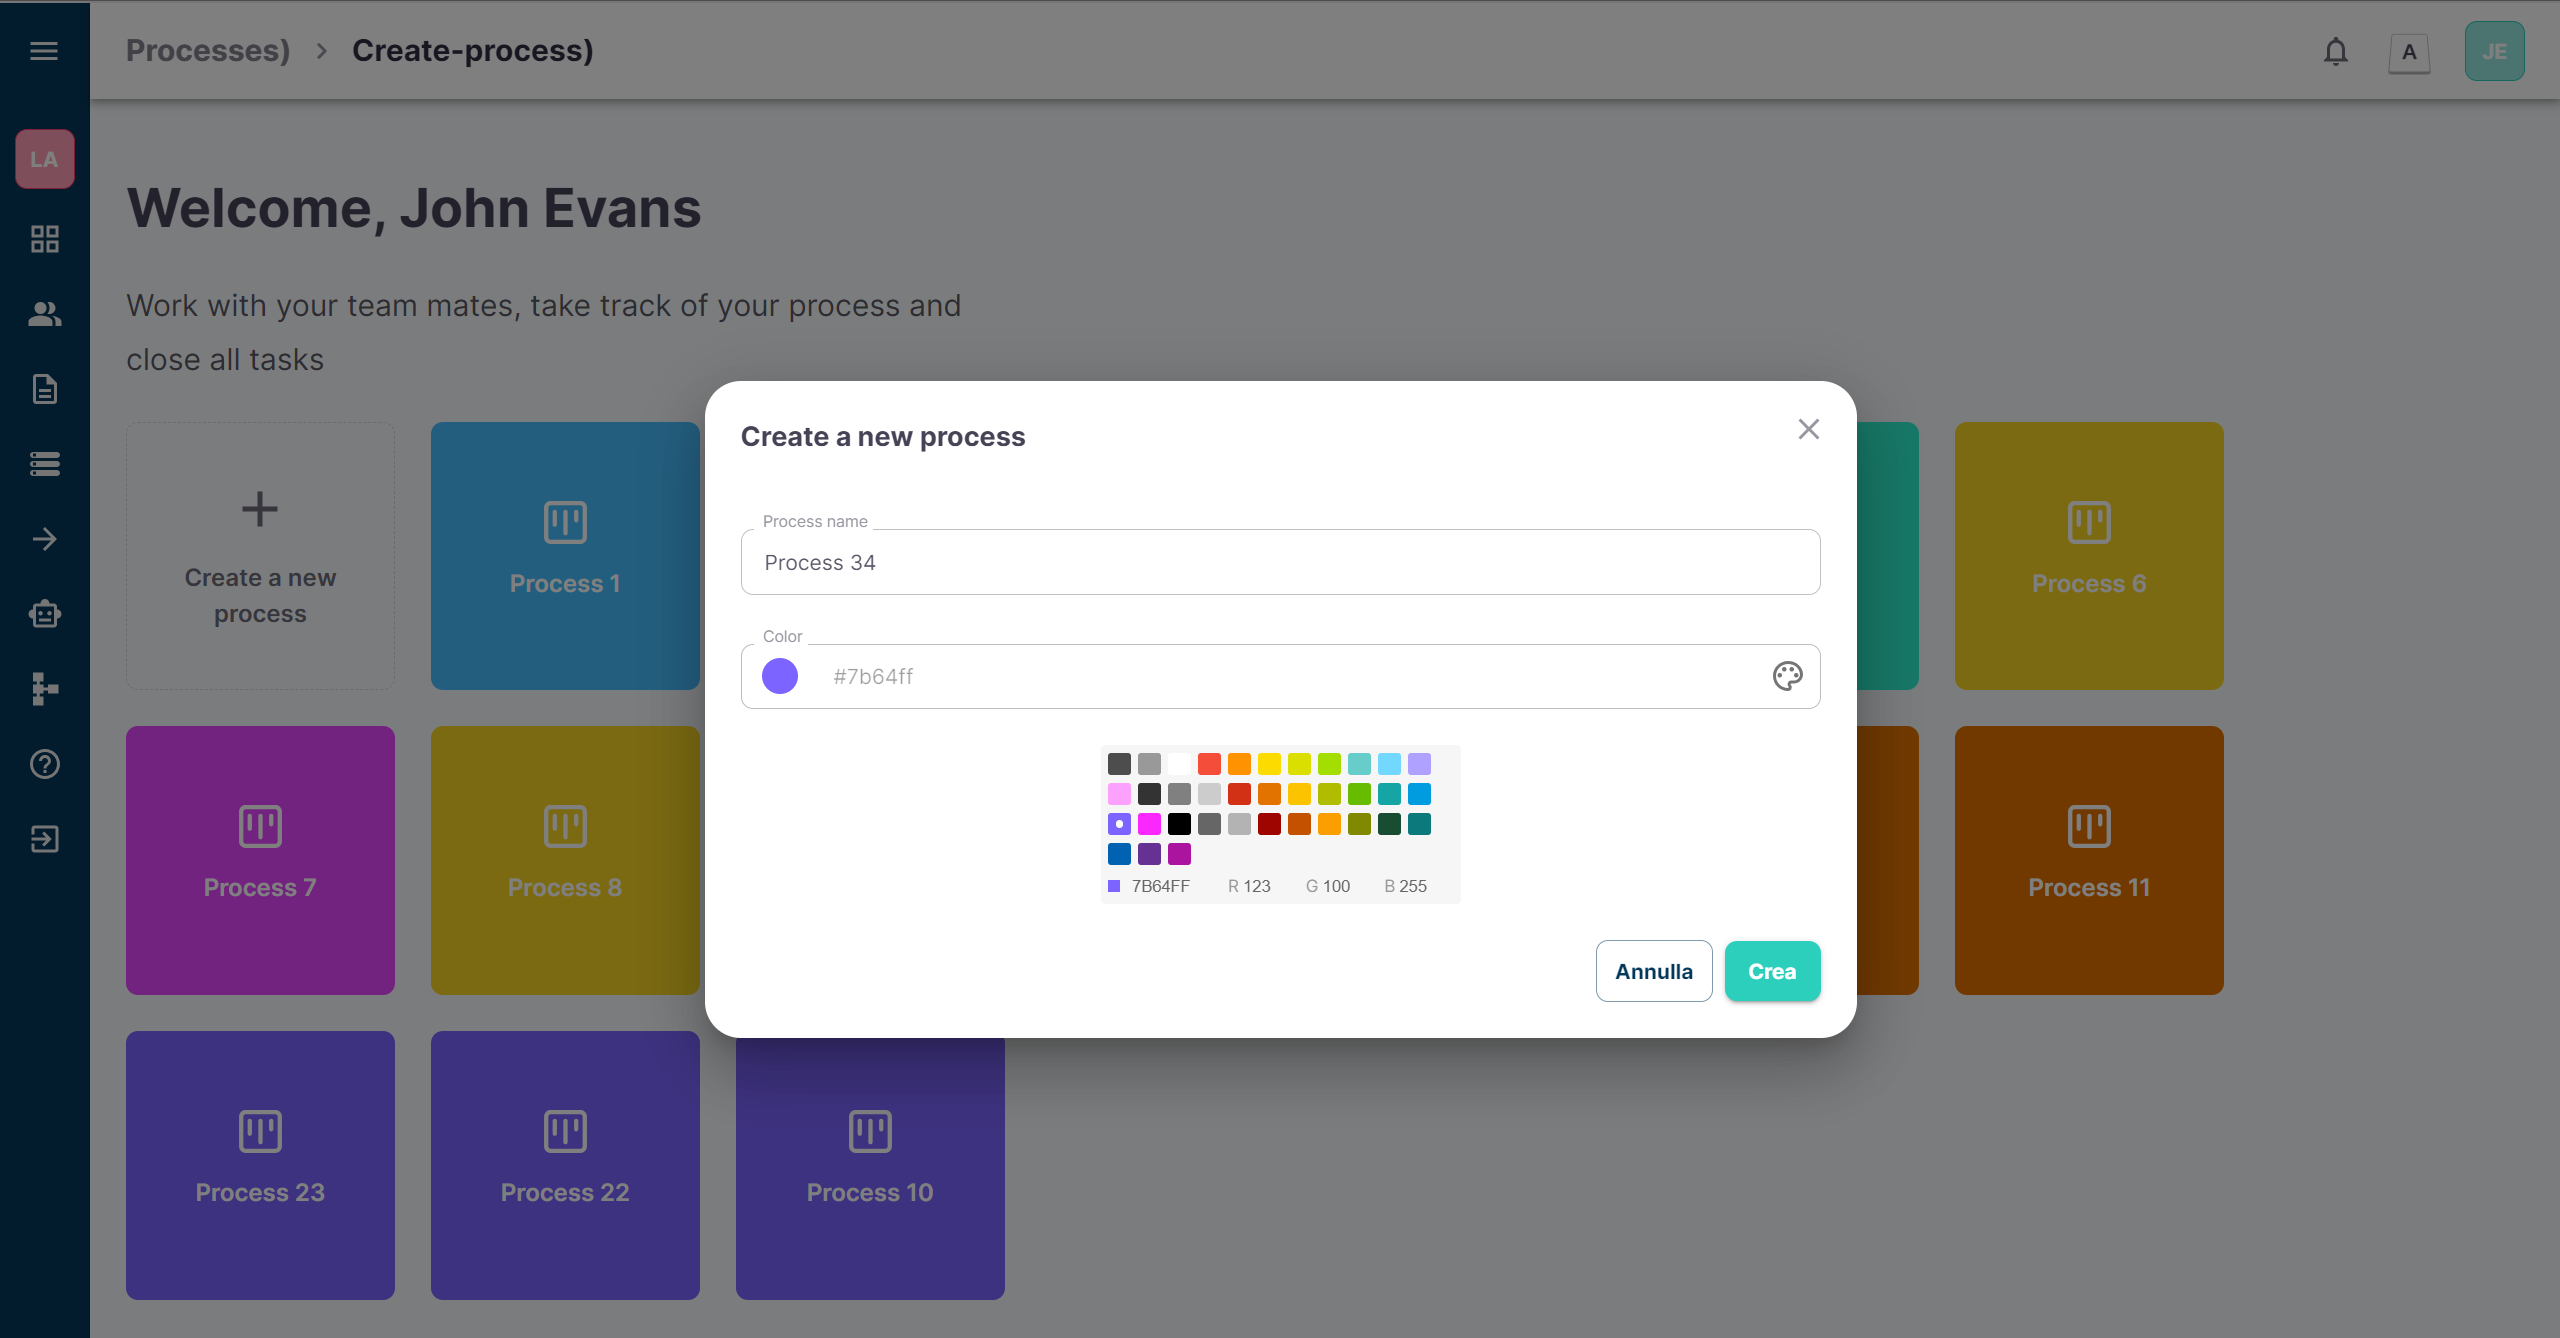 Processes) > Create-process)
A
JE
LA
Welcome, John Evans
Work with your team mates, take track of your process and
close all tasks
Create a new
process
Process 1
Process 6
Create a new process
Process name
Process 34
Color
#7b64ff
7B64FF R 123 G 100 B 255
Annulla
Crea
Process 7
Process 8
Process 11
Process 23
Process 22
Process 10